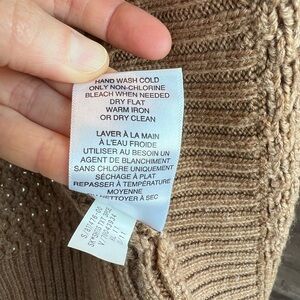 HAND WASH COLD
ONLY NON-CHLORINE
BLEACH WHEN NEEDED
DRY FLAT
WARM IRON
OR DRY CLEAN
LAVER À LA MAIN
À L'EAU FROIDE
UTILISER AU BESOIN UN
AGENT DE BLANCHIMENT
SANS CHLORE UNIQUEMENT
SÉCHAGE À PLAT
REPASSER À TEMPÉRATURE
MOYENNE
NETTOYER À SEC